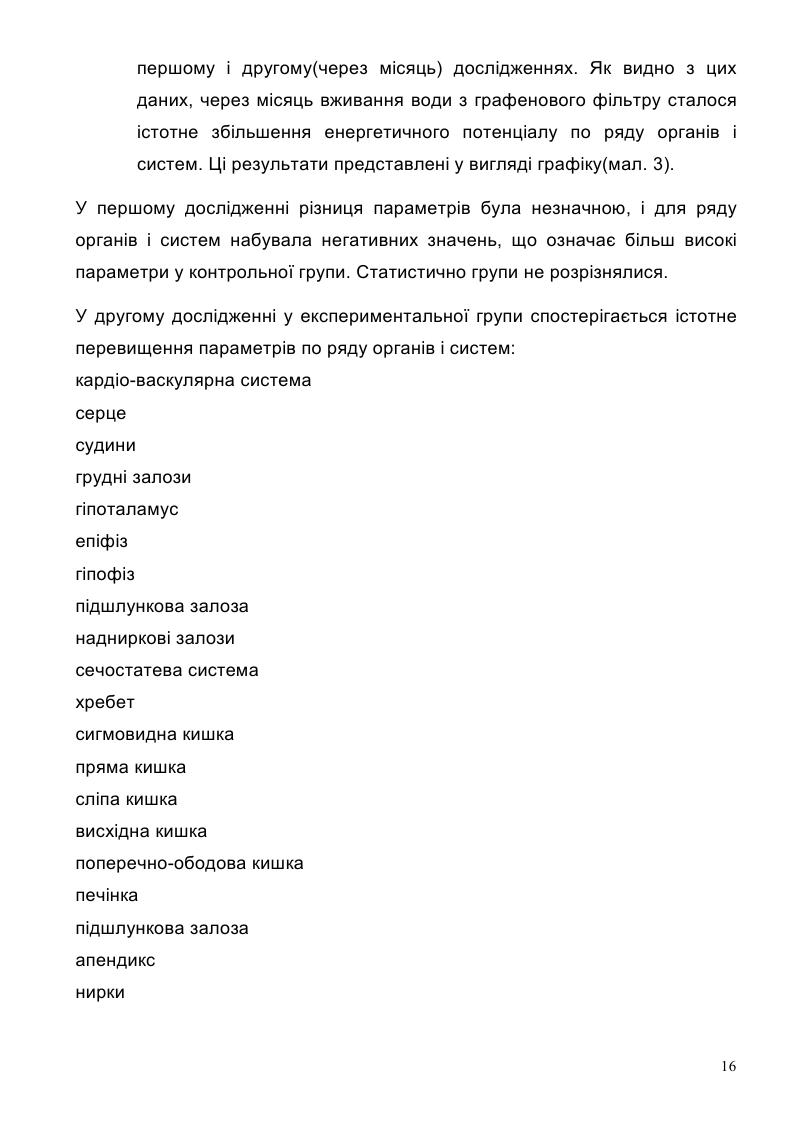 першому і другому(через місяць) дослідженнях. Як видно з цих
даних, через місяць вживання води з графенового фільтру сталося
істотне збільшення енергетичного потенціалу по ряду органів і
систем. Ці результати представлені у вигляді графіку(мал. 3).
У першому дослідженні різниця параметрів була незначною, і для ряду
органів і систем набувала негативних значень, що означає більш високі
параметри у контрольної групи. Статистично групи не розрізнялися.
У другому дослідженні у експериментальної групи спостерігається істотне
перевищення параметрів по ряду органів і систем:
кардіо-васкулярна система
серце
судини
грудні залози
гіпоталамус
епіфіз
гіпофіз
підшлункова залоза
надниркові залози
сечостатева система
хребет
сигмовидна кишка
пряма кишка
сліпа кишка
висхідна кишка
поперечно-ободова кишка
печінка
підшлункова залоза
апендикс
нирки
16